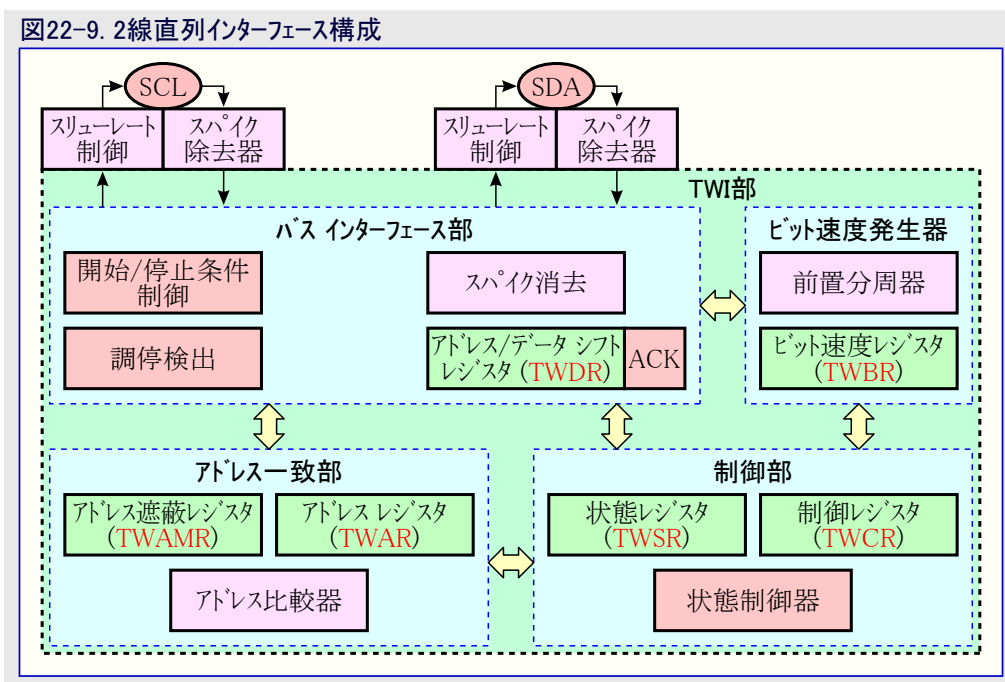 図22-9. 2線直列インターフェース構成
SCL
SDA
スリューレート
制御
スパイク
除去器
スリューレート
制御
スパイク
除去器
TWI部
バス インターフェース部
開始/停止条件
制御
スパイク消去
調停検出
アドレス/データ シフト
レジスタ (TWDR)
ACK
ビット速度発生器
前置分周器
ビット速度レジスタ
(TWBR)
アドレス一致部
アドレス遮蔽レジスタ
(TWAMR)
アドレス レジスタ
(TWAR)
アドレス比較器
制御部
状態レジスタ
(TWSR)
制御レジスタ
(TWCR)
状態制御器